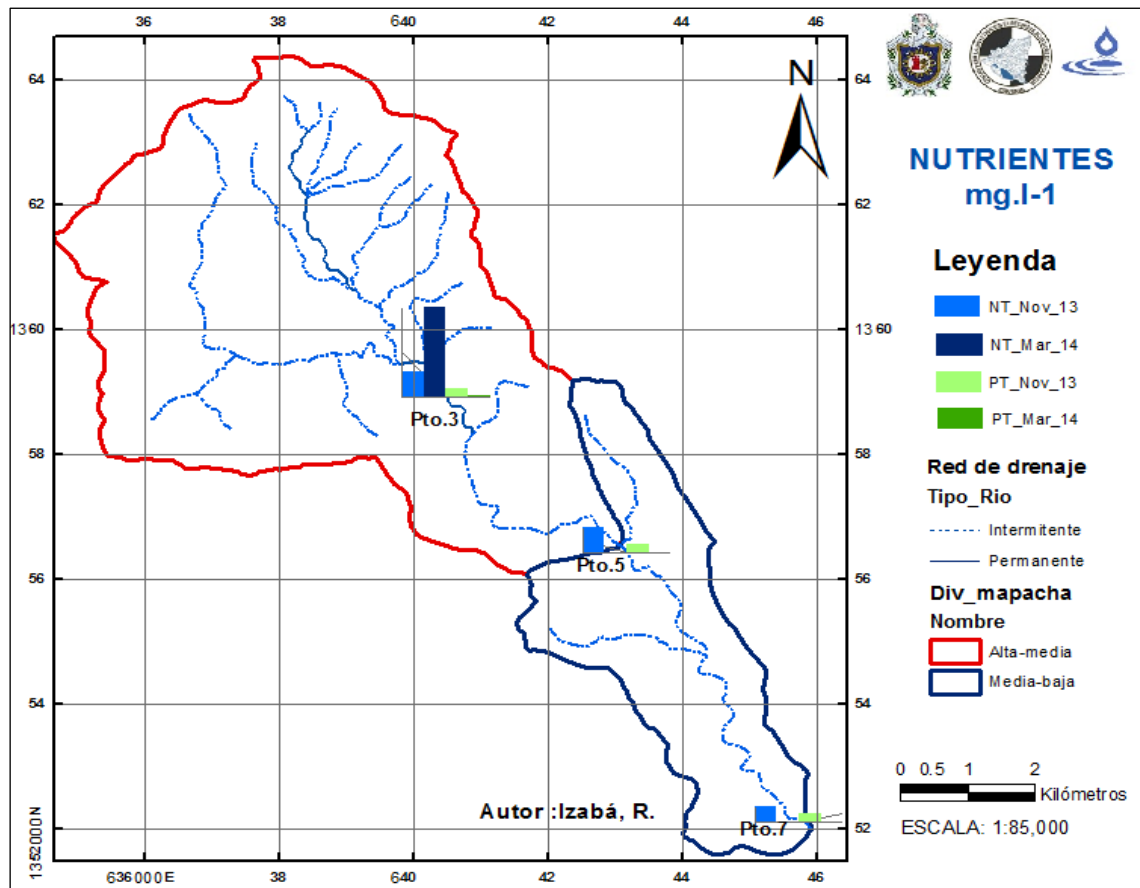 36 38 640 42 44 46
64 64
62 62
13 60 13 60
58 58
56 56
54 54
1352000N 52
636000E 38 640 42 44 46
N
Pto.3
Pto.5
Pto.7
Autor :Izabá, R.
NUTRIENTES
mg.l-1
Leyenda
NT_Nov_13
NT_Mar_14
PT_Nov_13
PT_Mar_14
Red de drenaje
Tipo_Rio
Intermitente
Permanente
Div_mapacha
Nombre
Alta-media
Media-baja
0 0.5 1 2
Kilómetros
ESCALA: 1:85,000